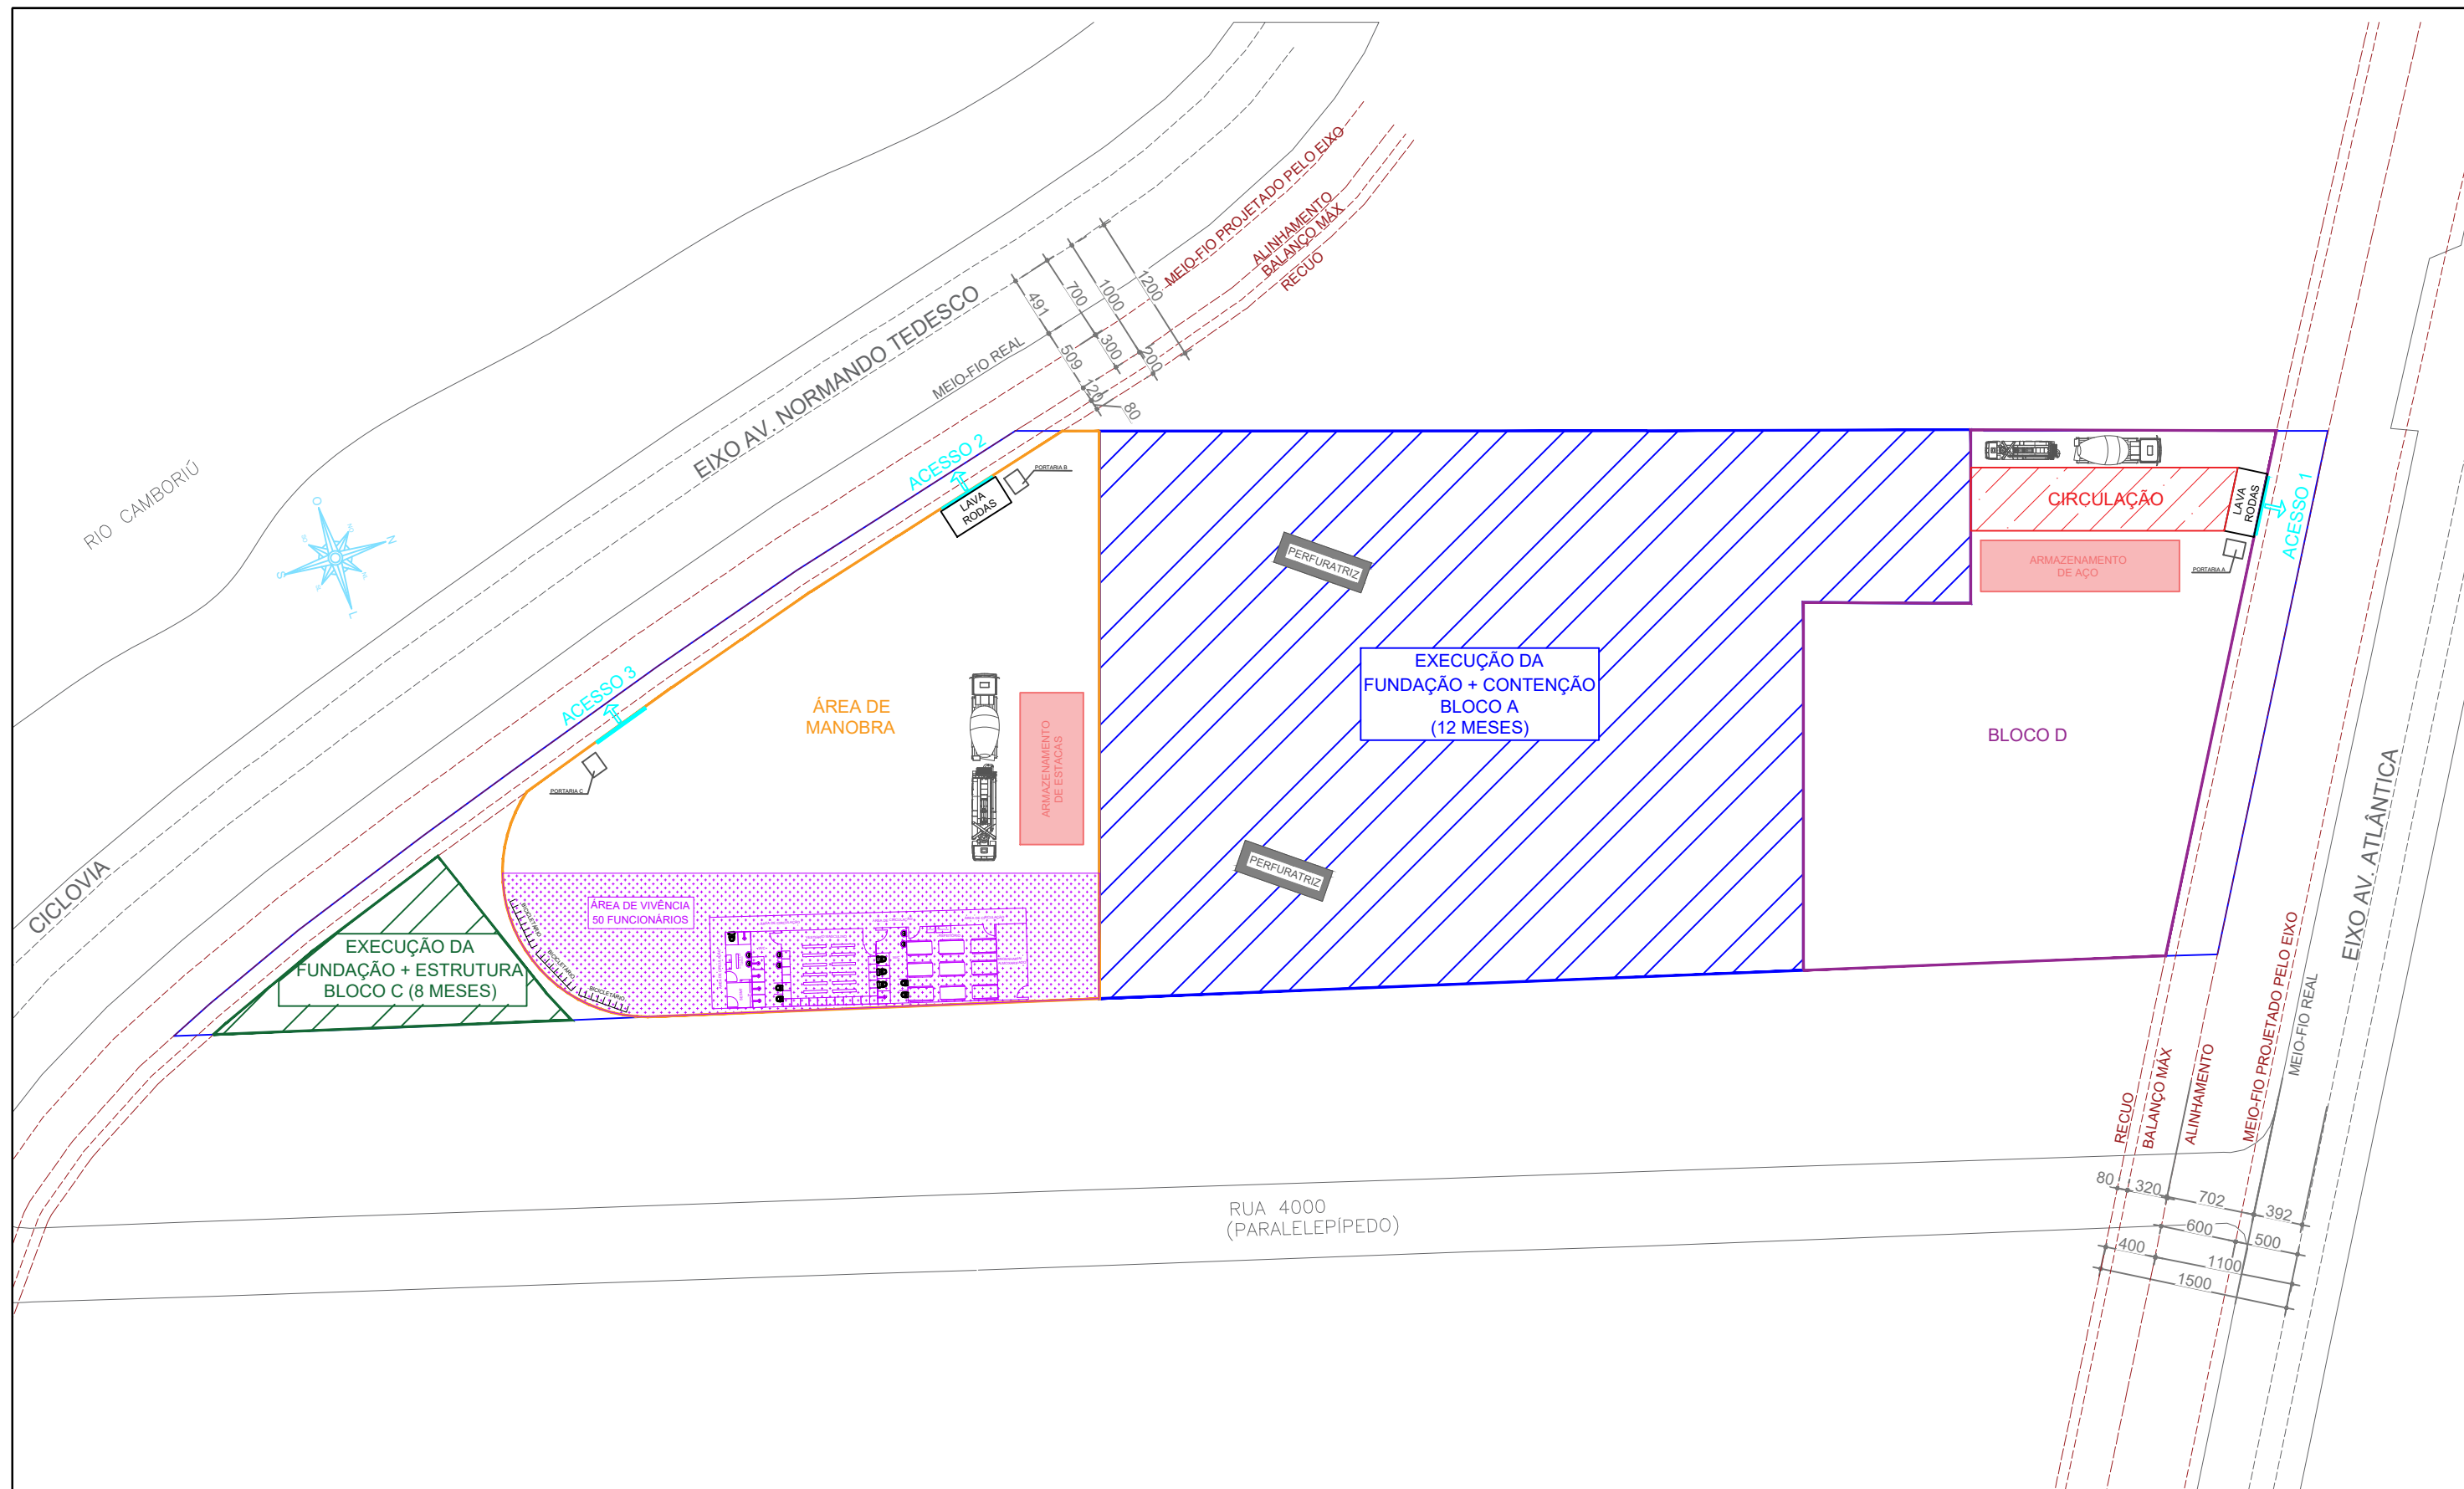 MEIO-FIO PROJETADO PELO EIXO
ALINHAMENTO
BALANÇO MÁX
RECUO
1200
1000
700
491
300
200
509
120
80
EIXO AV. NORMANDO TEDESCO
MEIO-FIO REAL
RIO CAMBORIÚ
O
N
S
L
CICLOVIA
ACESSO 2
PORTARIA B
LAVA
RODAS
ACESSO 3
PORTARIA C
ÁREA DE
MANOBRA
ARMAZENAMENTO
DE ESTACAS
ÁREA DE VIVÊNCIA
50 FUNCIONÁRIOS
BICICLETÁRIO
BICICLETÁRIO
BICICLETÁRIO
EXECUÇÃO DA
FUNDAÇÃO + ESTRUTURA
BLOCO C (8 MESES)
PERFURATRIZ
PERFURATRIZ
EXECUÇÃO DA
FUNDAÇÃO + CONTENÇÃO
BLOCO A
(12 MESES)
CIRCULAÇÃO
LAVA
RODAS
ACESSO 1
ARMAZENAMENTO
DE AÇO
PORTARIA A
BLOCO D
EIXO AV. ATLÂNTICA
RECUO
BALANÇO MÁX
ALINHAMENTO
MEIO-FIO PROJETADO PELO EIXO
MEIO-FIO REAL
80
320
702
392
600
500
400
1100
1500
RUA 4000
(PARALELEPÍPEDO)